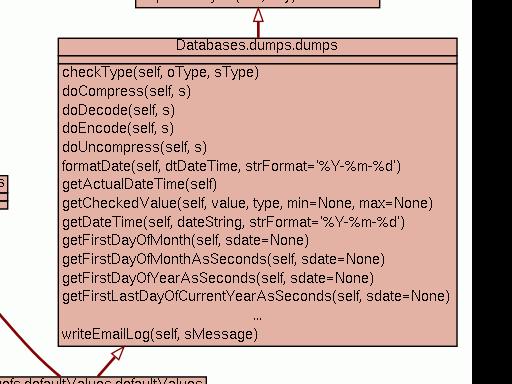 Databases.dumps.dumps
checkType(self, oType, sType)
doCompress(self, s)
doDecode(self, s)
doEncode(self, s)
doUncompress(self, s)
formatDate(self, dtDateTime, strFormat='%Y-%m-%d')
getActualDateTime(self)
getCheckedValue(self, value, type, min=None, max=None)
getDateTime(self, dateString, strFormat='%Y-%m-%d')
getFirstDayOfMonth(self, sdate=None)
getFirstDayOfMonthAsSeconds(self, sdate=None)
getFirstDayOfYearAsSeconds(self, sdate=None)
getFirstLastDayOfCurrentYearAsSeconds(self, sdate=None)
...
writeEmailLog(self, sMessage)
defaultValues.defaultValues